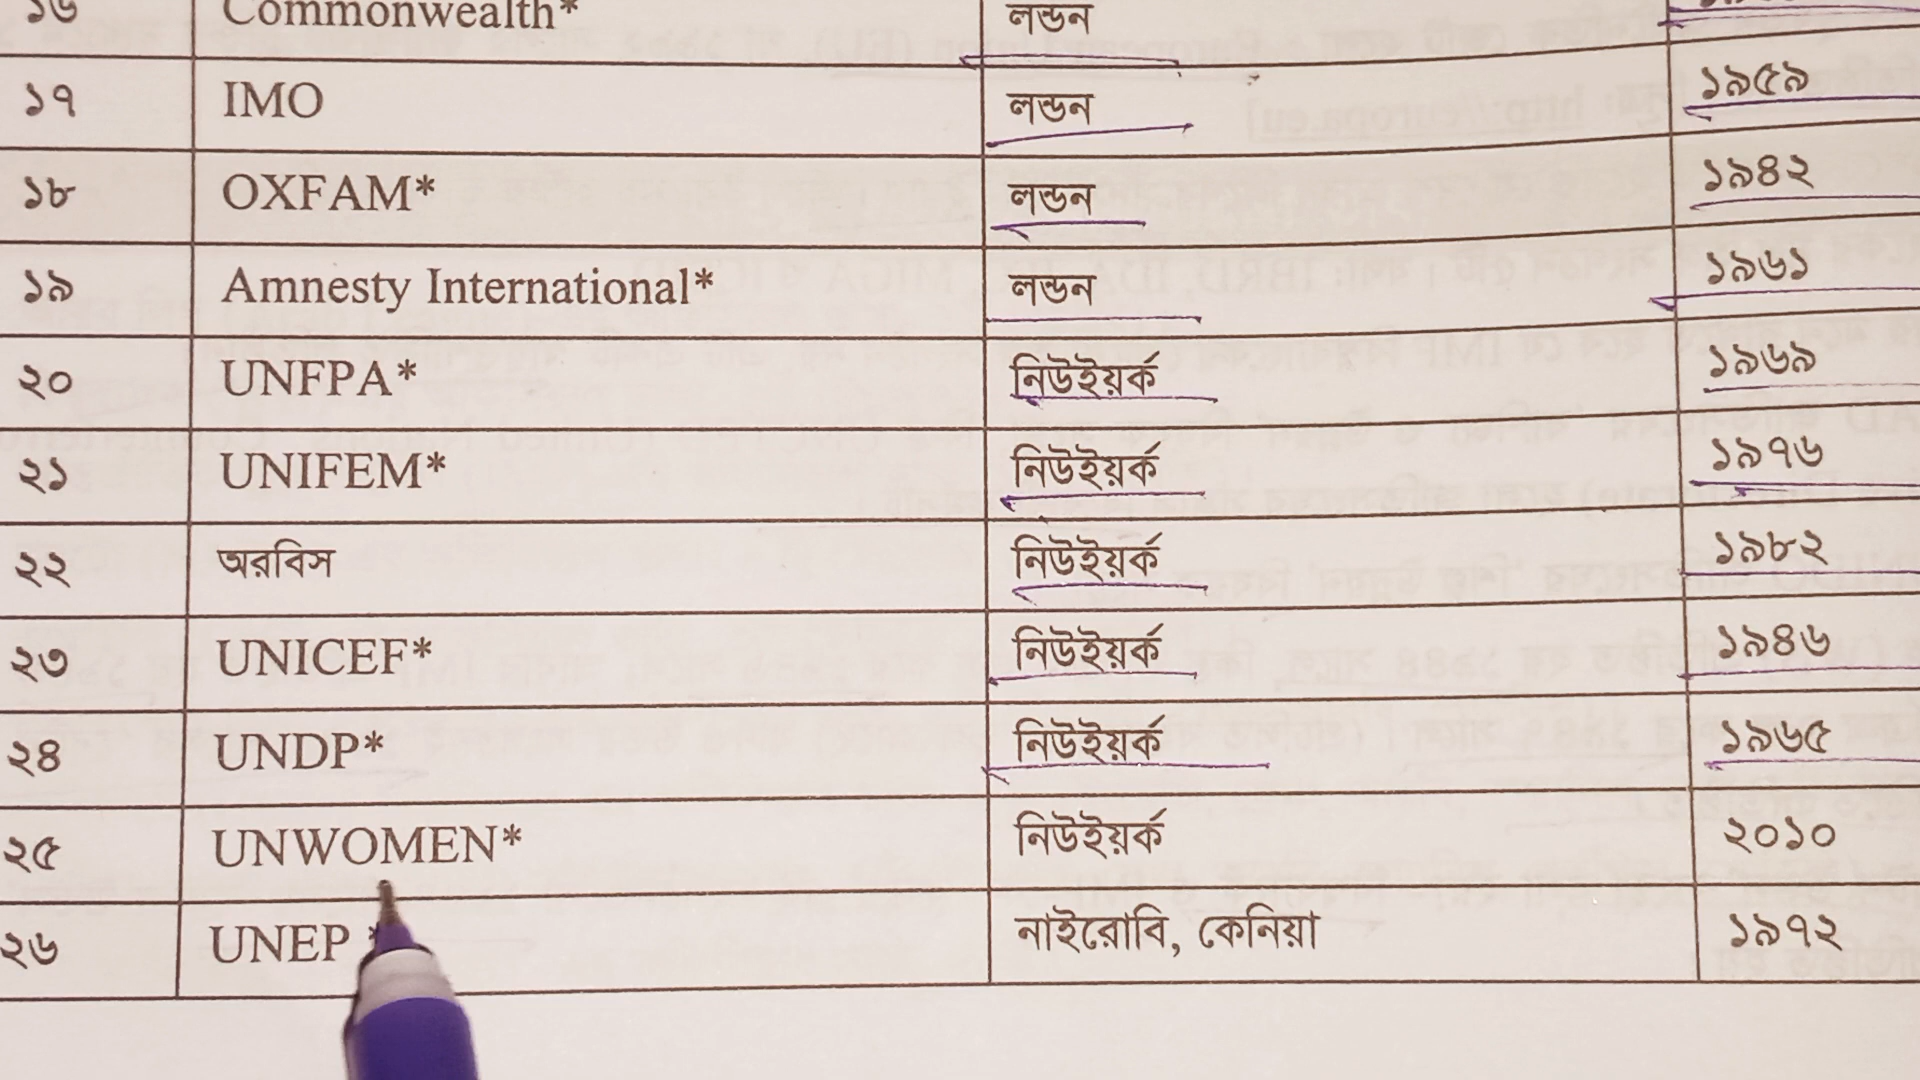 ১৬ Commonwealth* লন্ডন
১৭ IMO লন্ডন ১৯৫৯
১৮ OXFAM* লন্ডন ১৯৪২
১৯ Amnesty International* লন্ডন ১৯৬১
২০ UNFPA* নিউইয়র্ক ১৯৬৯
২১ UNIFEM* নিউইয়র্ক ১৯৭৬
২২ অরবিস নিউইয়র্ক ১৯৮২
২৩ UNICEF* নিউইয়র্ক ১৯৪৬
২৪ UNDP* নিউইয়র্ক ১৯৬৫
২৫ UNWOMEN* নিউইয়র্ক ২০১০
২৬ UNEP * নাইরোবি, কেনিয়া ১৯৭২